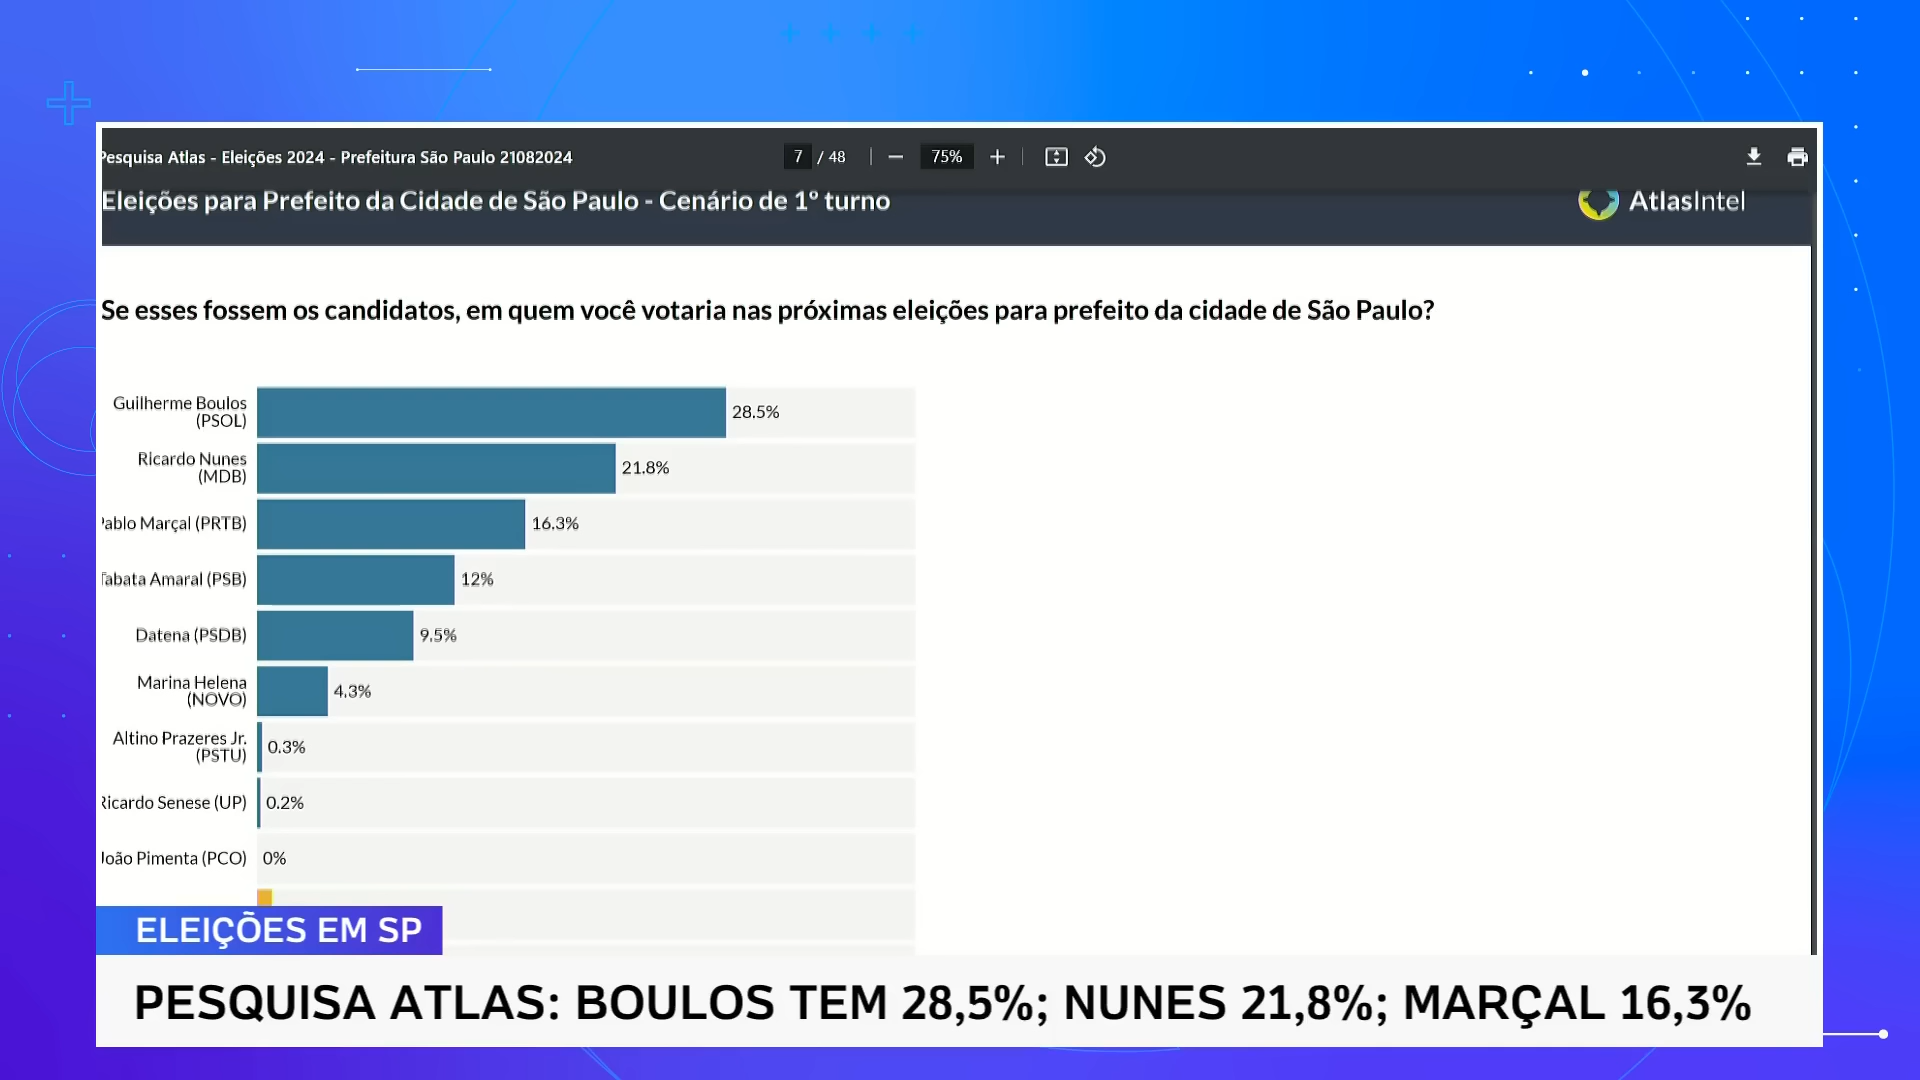 Pesquisa Atlas - Eleições 2024 - Prefeitura São Paulo 21082024
7 / 48
75%
Eleições para Prefeito da Cidade de São Paulo - Cenário de 1º turno
AtlasIntel
Se esses fossem os candidatos, em quem você votaria nas próximas eleições para prefeito da cidade de São Paulo?
Guilherme Boulos
(PSOL)
28.5%
Ricardo Nunes
(MDB)
21.8%
Pablo Marçal (PRTB)
16.3%
Tabata Amaral (PSB)
12%
Datena (PSDB)
9.5%
Marina Helena
(NOVO)
4.3%
Altino Prazeres Jr.
(PSTU)
0.3%
Ricardo Senese (UP)
0.2%
João Pimenta (PCO)
0%
ELEIÇÕES EM SP
PESQUISA ATLAS: BOULOS TEM 28,5%; NUNES 21,8%; MARÇAL 16,3%